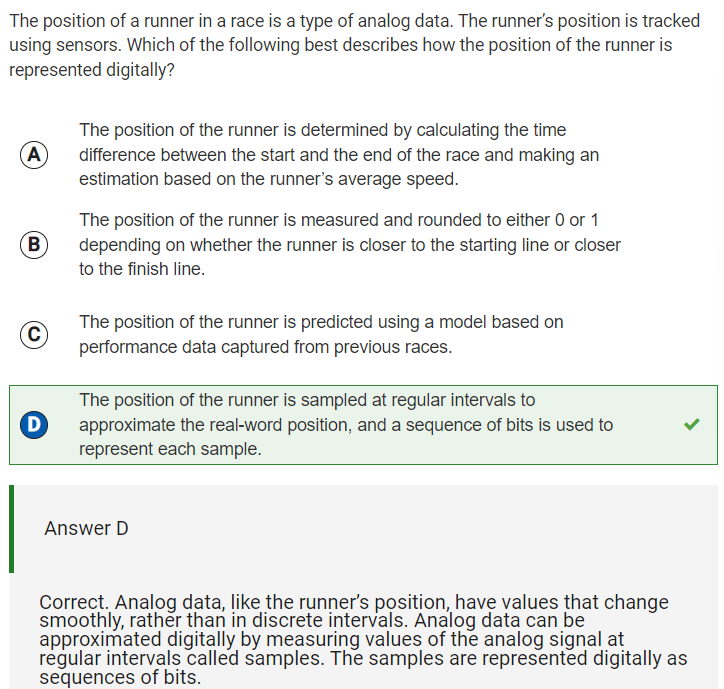 The position of a runner in a race is a type of analog data. The runner’s position is tracked
using sensors. Which of the following best describes how the position of the runner is
represented digitally?
The position of the runner is determined by calculating the time
A difference between the start and the end of the race and making an
estimation based on the runner’s average speed.
The position of the runner is measured and rounded to either 0 or 1
B depending on whether the runner is closer to the starting line or closer
to the finish line.
The position of the runner is predicted using a model based on
C
performance data captured from previous races.
The position of the runner is sampled at regular intervals to
D approximate the real-word position, and a sequence of bits is used to
represent each sample.
Answer D
Correct. Analog data, like the runner’s position, have values that change
smoothly, rather than in discrete intervals. Analog data can be
approximated digitally by measuring values of the analog signal at
regular intervals called samples. The samples are represented digitally as
sequences of bits.